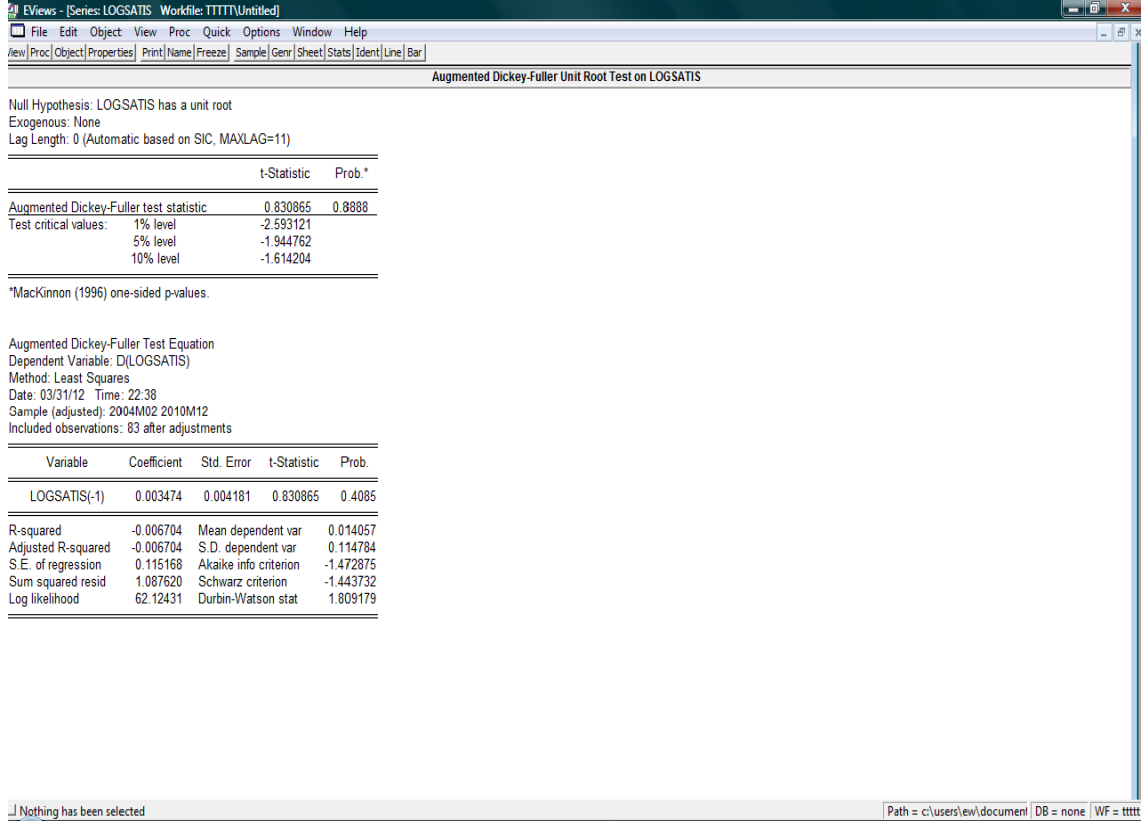 EViews - [Series: LOGSATIS Workfile: TTTTT\Untitled]
File Edit Object View Proc Quick Options Window Help
View Proc Object Properties Print Name Freeze Sample Genr Sheet Stats Ident Line Bar
Augmented Dickey-Fuller Unit Root Test on LOGSATIS
Null Hypothesis: LOGSATIS has a unit root
Exogenous: None
Lag Length: 0 (Automatic based on SIC, MAXLAG=11)
t-Statistic Prob.*
Augmented Dickey-Fuller test statistic 0.830865 0.8888
Test critical values: 1% level -2.593121
5% level -1.944762
10% level -1.614204
*MacKinnon (1996) one-sided p-values.
Augmented Dickey-Fuller Test Equation
Dependent Variable: D(LOGSATIS)
Method: Least Squares
Date: 03/31/12 Time: 22:38
Sample (adjusted): 2004M02 2010M12
Included observations: 83 after adjustments
Variable Coefficient Std. Error t-Statistic Prob.
LOGSATIS(-1) 0.003474 0.004181 0.830865 0.4085
R-squared -0.006704 Mean dependent var 0.014057
Adjusted R-squared -0.006704 S.D. dependent var 0.114784
S.E. of regression 0.115168 Akaike info criterion -1.472875
Sum squared resid 1.087620 Schwarz criterion -1.443732
Log likelihood 62.12431 Durbin-Watson stat 1.809179
Nothing has been selected Path = c:\users\ew\document DB = none WF = ttttt